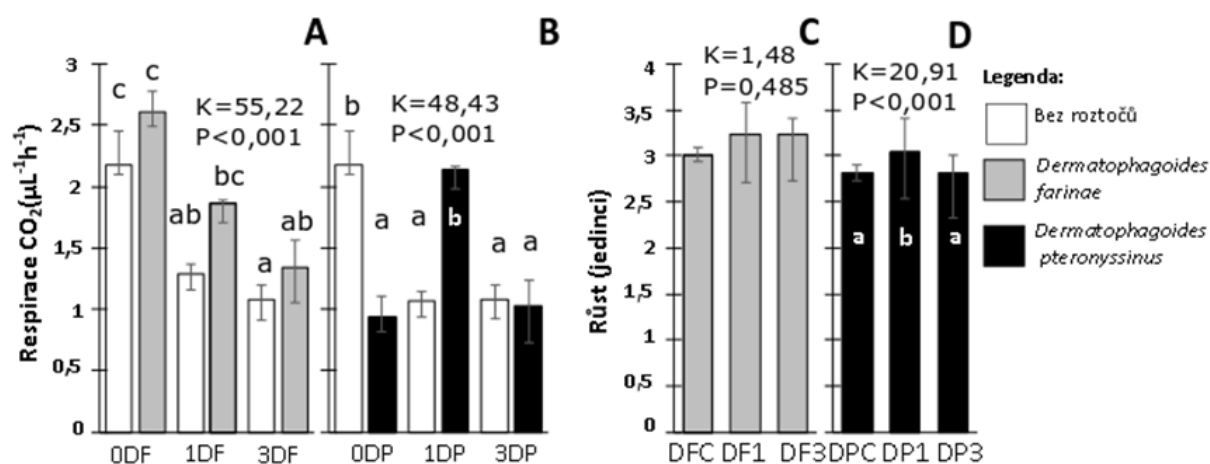 A
B
C
D
Respirace CO₂(µL⁻¹h⁻¹)
3
2,5
2
1,5
1
0,5
0
c
c
K=55,22
P<0,001
ab
bc
a
ab
0DF
1DF
3DF
b
K=48,43
P<0,001
a
a
b
a
a
0DP
1DP
3DP
Růst (jedinci)
4
3,5
3
2,5
2
1,5
1
0,5
0
K=1,48
P=0,485
DFC
DF1
DF3
K=20,91
P<0,001
a
b
a
DPC
DP1
DP3
Legenda:
Bez roztočů
Dermatophagoides
farinae
Dermatophagoides
pteronyssinus